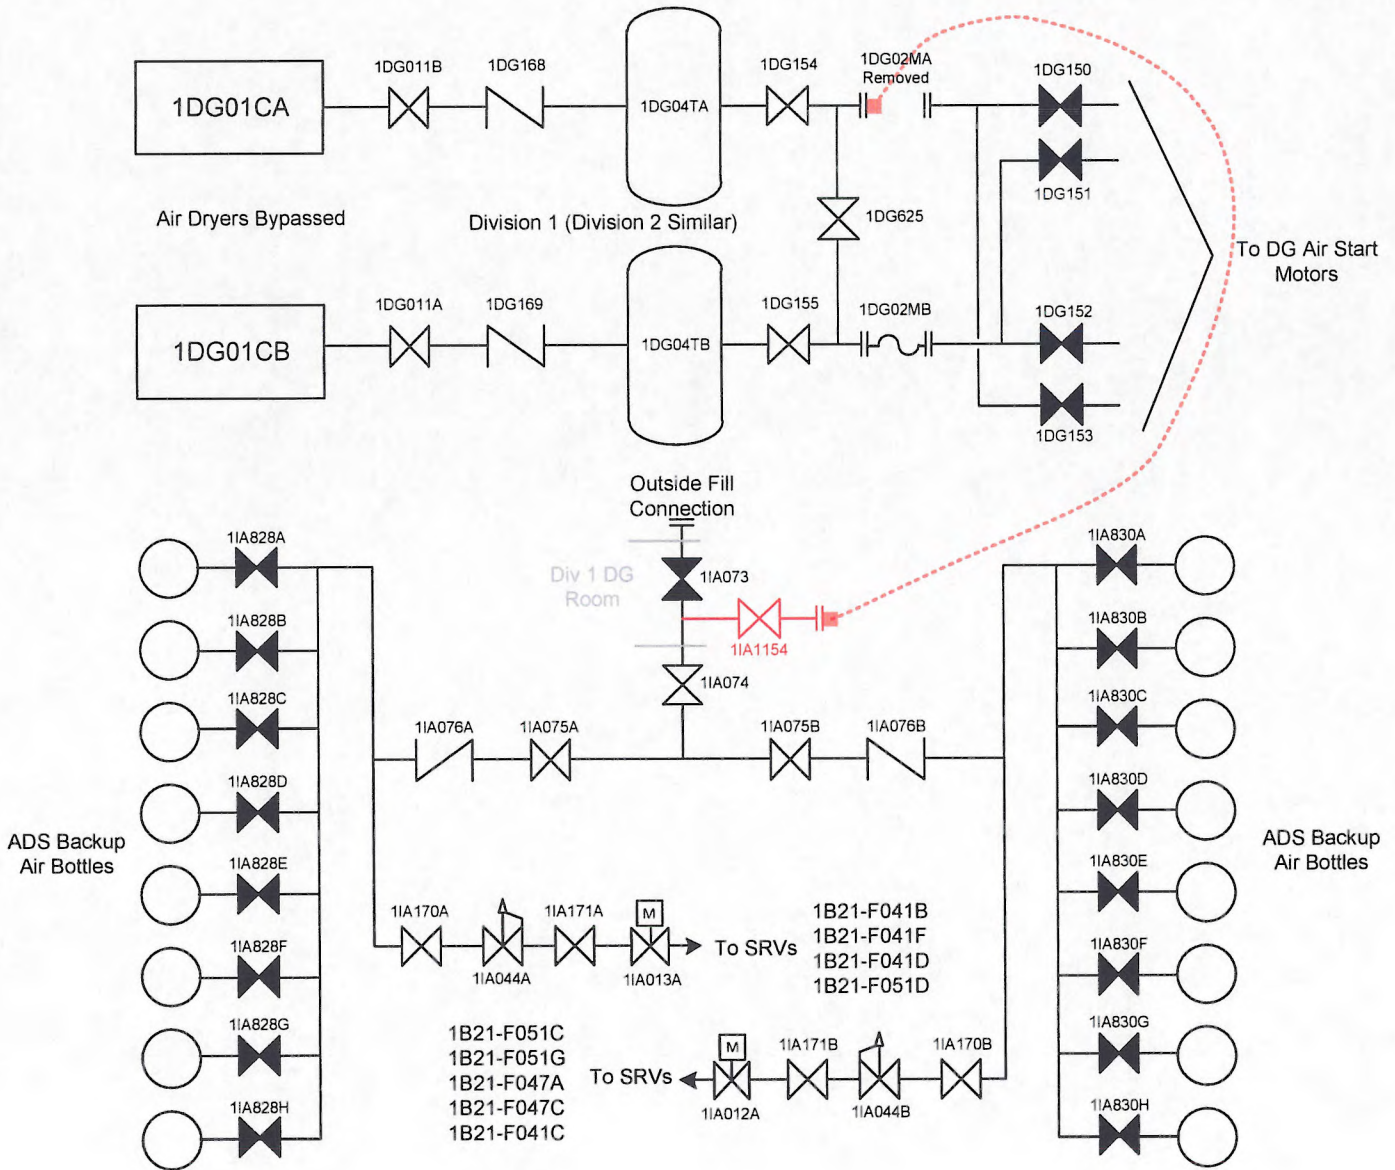 1DG01CA
1DG011B
1DG168
1DG04TA
1DG154
1DG02MA
Removed
1DG150
1DG151
Air Dryers Bypassed
Division 1 (Division 2 Similar)
1DG625
To DG Air Start
Motors
1DG01CB
1DG011A
1DG169
1DG04TB
1DG155
1DG02MB
1DG152
1DG153
Outside Fill
Connection
Div 1 DG
Room
1IA073
1IA1154
1IA074
1IA828A
1IA828B
1IA828C
1IA828D
1IA828E
1IA828F
1IA828G
1IA828H
ADS Backup
Air Bottles
1IA076A
1IA075A
1IA075B
1IA076B
1IA830A
1IA830B
1IA830C
1IA830D
1IA830E
1IA830F
1IA830G
1IA830H
ADS Backup
Air Bottles
1IA170A
1IA044A
1IA171A
M
1IA013A
To SRVs
1B21-F041B
1B21-F041F
1B21-F041D
1B21-F051D
1B21-F051C
1B21-F051G
1B21-F047A
1B21-F047C
1B21-F041C
To SRVs
M
1IA012A
1IA171B
1IA044B
1IA170B